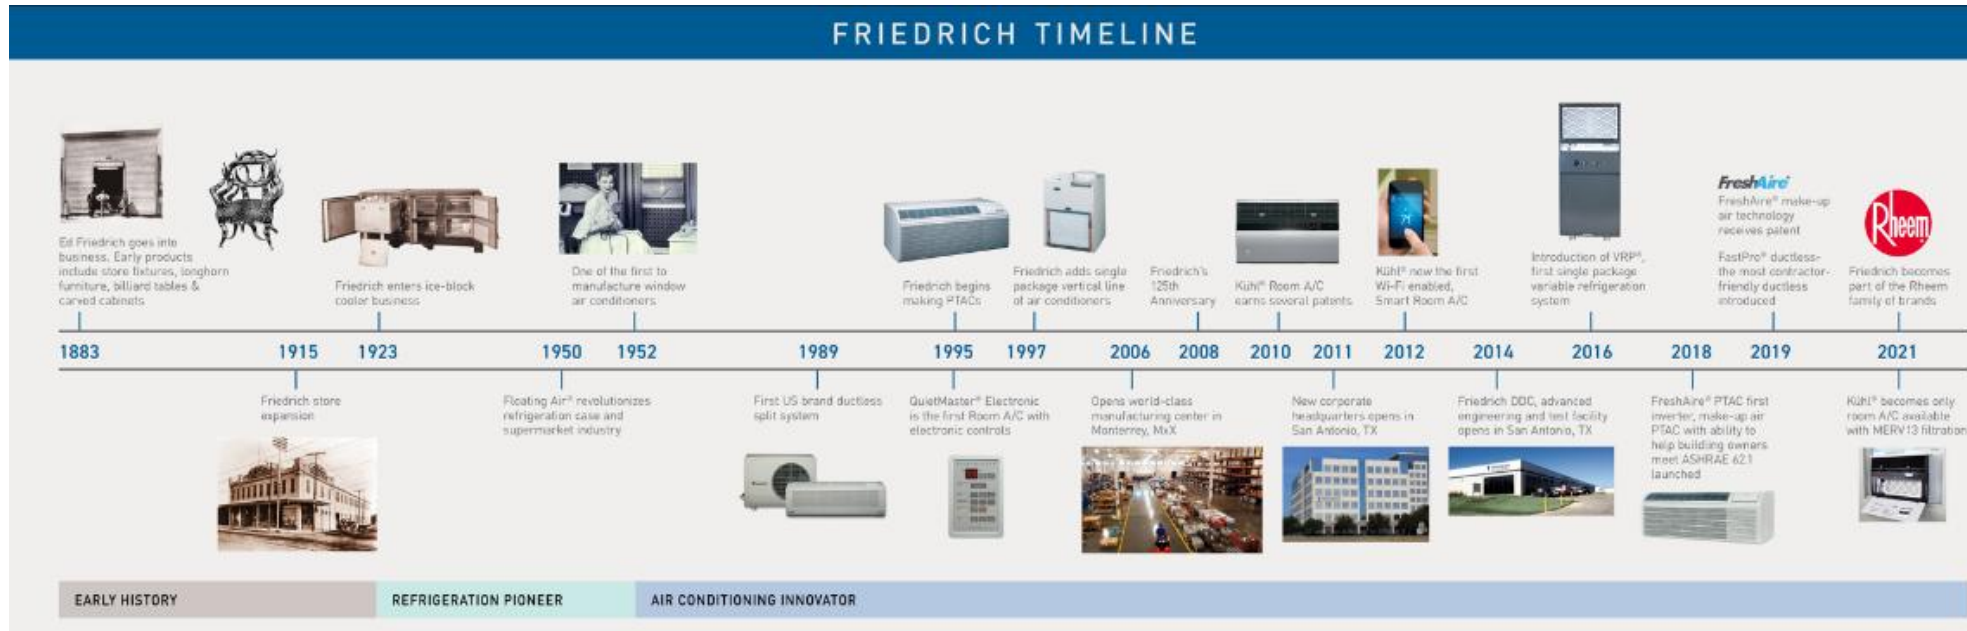 FRIEDRICH TIMELINE
Ed Friedrich goes into
business. Early products
include store fixtures, longhorn
furniture, billiard tables &
carved cabinets
Friedrich enters ice-block
cooler business
One of the first to
manufacture window
air conditioners
Friedrich begins
making PTACs
Friedrich adds single
package vertical line
of air conditioners
Friedrich's
125th
Anniversary
Kühl® Room A/C
earns several patents
Kühl® now the first
Wi-Fi enabled,
Smart Room A/C
Introduction of VRP®,
first single package
variable refrigeration
system
FreshAire®
FreshAire® make-up
air technology
receives patent
FastPro® ductless-
the most contractor-
friendly ductless
introduced
Rheem
Friedrich becomes
part of the Rheem
family of brands
1883
1915
1923
1950
1952
1989
1995
1997
2006
2008
2010
2011
2012
2014
2016
2018
2019
2021
Friedrich store
expansion
Floating Air® revolutionizes
refrigeration case and
supermarket industry
First US brand ductless
split system
QuietMaster® Electronic
is the first Room A/C with
electronic controls
Opens world-class
manufacturing center in
Monterrey, MxX
New corporate
headquarters opens in
San Antonio, TX
Friedrich DDC, advanced
engineering and test facility
opens in San Antonio, TX
FreshAire® PTAC first
inverter, make-up air
PTAC with ability to
help building owners
meet ASHRAE 62.1
launched
Kühl® becomes only
room A/C available
with MERV13 filtration
EARLY HISTORY
REFRIGERATION PIONEER
AIR CONDITIONING INNOVATOR